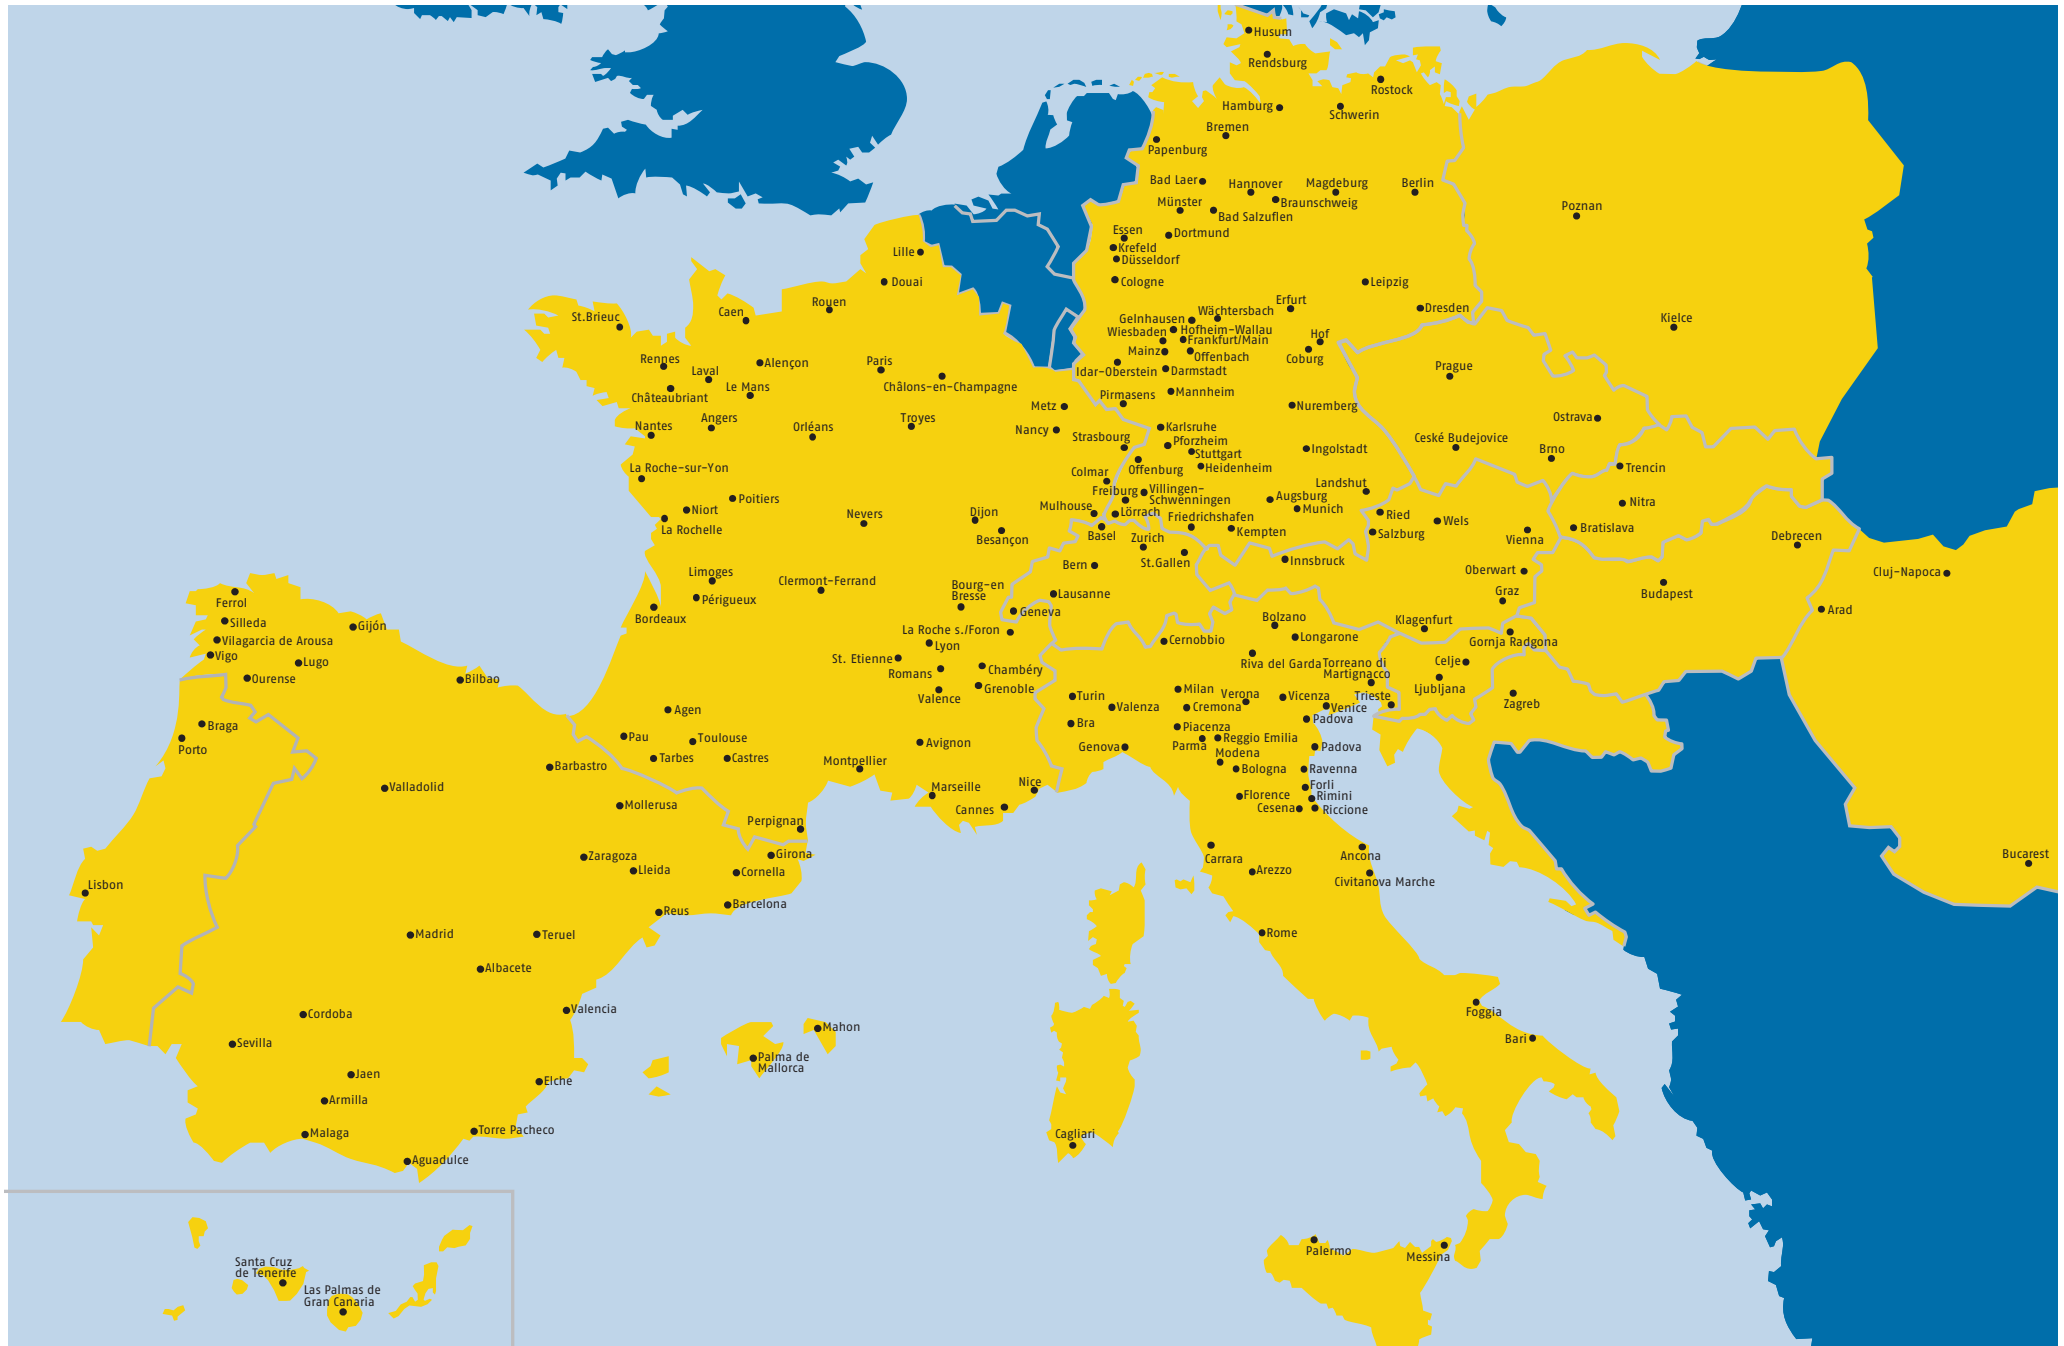 Husum
Rendsburg
Rostock
Hamburg
Schwerin
Bremen
Papenburg
Bad Laer
Hannover
Magdeburg
Berlin
Münster
Braunschweig
Bad Salzuflen
Poznan
Essen
Dortmund
Krefeld
Düsseldorf
Lille
Cologne
Leipzig
Douai
Erfurt
Rouen
Wächtersbach
Dresden
Caen
St.Brieuc
Gelnhausen
Kielce
Wiesbaden
Hofheim-Wallau
Hof
Frankfurt/Main
Mainz
Offenbach
Coburg
Rennes
Alençon
Paris
Prague
Laval
Idar-Oberstein
Darmstadt
Le Mans
Châlons-en-Champagne
Châteaubriant
Pirmasens
Mannheim
Metz
Nuremberg
Angers
Troyes
Ostrava
Nantes
Orléans
Nancy
Karlsruhe
Strasbourg
Pforzheim
Ceské Budejovice
Stuttgart
Ingolstadt
Brno
La Roche-sur-Yon
Offenburg
Heidenheim
Trencin
Colmar
Landshut
Freiburg
Villingen-
Schwenningen
Poitiers
Augsburg
Nitra
Niort
Mulhouse
Lörrach
Munich
Nevers
Dijon
Friedrichshafen
Ried
Wels
La Rochelle
Besançon
Basel
Zurich
Kempten
Salzburg
Vienna
Bratislava
Debrecen
St.Gallen
Bern
Innsbruck
Oberwart
Cluj-Napoca
Limoges
Clermont-Ferrand
Bourg-en
Bresse
Lausanne
Graz
Budapest
Périgueux
Ferrol
Geneva
Arad
Bordeaux
Silleda
Gijón
La Roche s./Foron
Bolzano
Klagenfurt
Vilagarcia de Arousa
Lyon
Cernobbio
Longarone
Gornja Radgona
Vigo
Lugo
St. Etienne
Chambéry
Riva del Garda
Torreano di
Martignacco
Celje
Ourense
Bilbao
Romans
Grenoble
Ljubljana
Valence
Turin
Milan
Verona
Vicenza
Trieste
Zagreb
Agen
Valenza
Cremona
Venice
Braga
Bra
Piacenza
Padova
Porto
Pau
Toulouse
Avignon
Genova
Parma
Reggio Emilia
Padova
Tarbes
Castres
Modena
Montpellier
Barbastro
Bologna
Ravenna
Valladolid
Marseille
Nice
Forli
Mollerusa
Cannes
Florence
Rimini
Cesena
Riccione
Perpignan
Zaragoza
Girona
Carrara
Ancona
Bucarest
Lleida
Cornella
Arezzo
Civitanova Marche
Lisbon
Reus
Barcelona
Madrid
Teruel
Rome
Albacete
Cordoba
Valencia
Foggia
Sevilla
Mahon
Bari
Palma de
Mallorca
Jaen
Elche
Armilla
Malaga
Torre Pacheco
Cagliari
Aguadulce
Palermo
Messina
Santa Cruz
de Tenerife
Las Palmas de
Gran Canaria